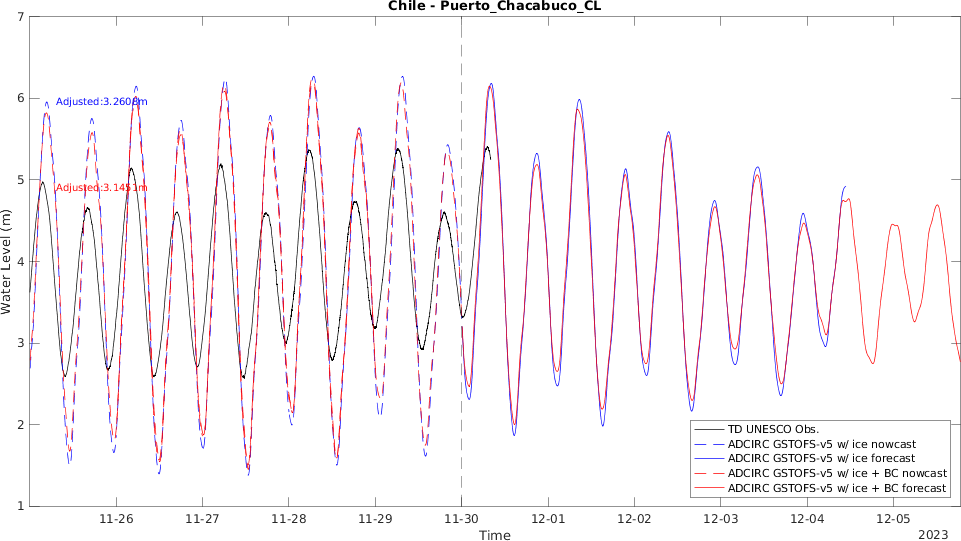 Chile - Puerto_Chacabuco_CL
7
6
5
4
3
2
1
Water Level (m)
Adjusted:3.2608m
Adjusted:3.1451m
TD UNESCO Obs.
ADCIRC GSTOFS-v5 w/ ice nowcast
ADCIRC GSTOFS-v5 w/ ice forecast
ADCIRC GSTOFS-v5 w/ ice + BC nowcast
ADCIRC GSTOFS-v5 w/ ice + BC forecast
11-26 11-27 11-28 11-29 11-30 12-01 12-02 12-03 12-04 12-05
Time
2023